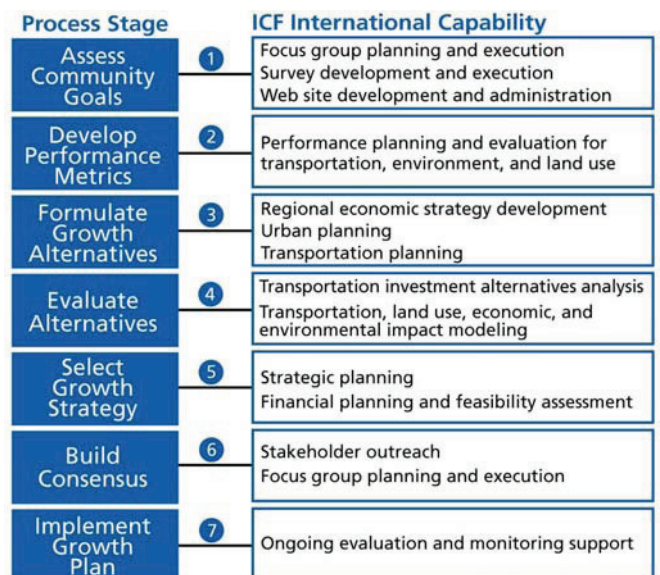 Process Stage
ICF International Capability
Assess
Community
Goals
1
Focus group planning and execution
Survey development and execution
Web site development and administration
Develop
Performance
Metrics
2
Performance planning and evaluation for
transportation, environment, and land use
Formulate
Growth
Alternatives
3
Regional economic strategy development
Urban planning
Transportation planning
Evaluate
Alternatives
4
Transportation investment alternatives analysis
Transportation, land use, economic, and
environmental impact modeling
Select
Growth
Strategy
5
Strategic planning
Financial planning and feasibility assessment
Build
Consensus
6
Stakeholder outreach
Focus group planning and execution
Implement
Growth
Plan
7
Ongoing evaluation and monitoring support